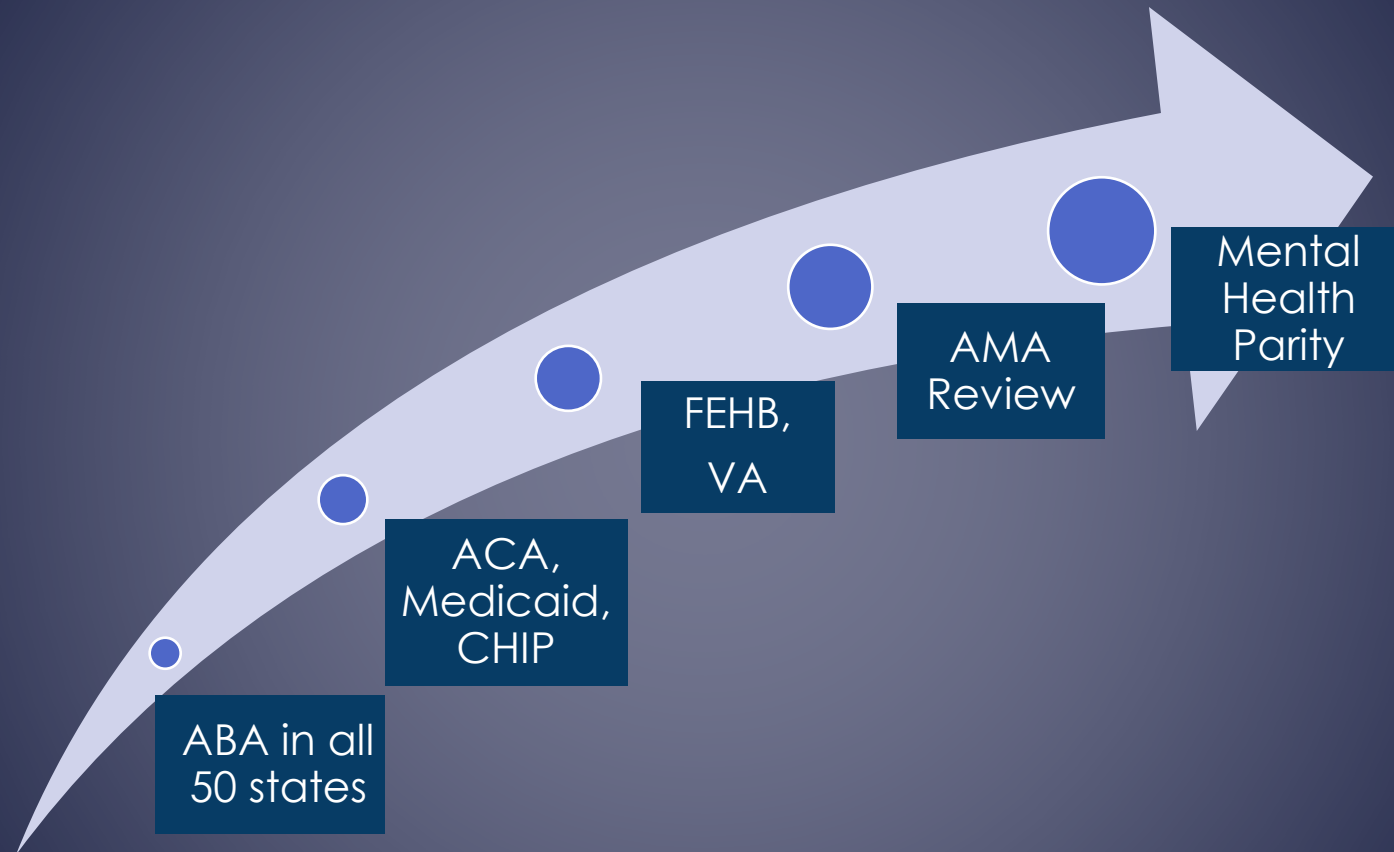 ABA in all
50 states
ACA,
Medicaid,
CHIP
FEHB,
VA
AMA
Review
Mental
Health
Parity